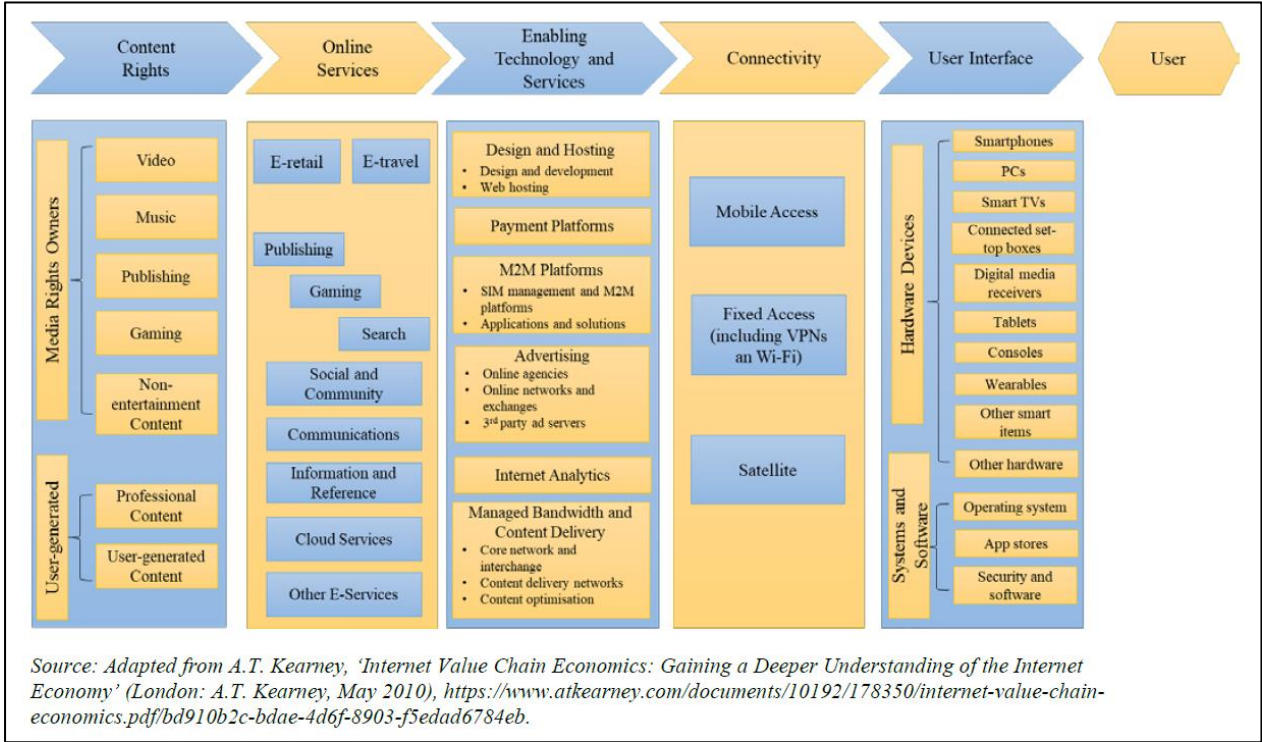 Content
Rights
Online
Services
Enabling
Technology and
Services
Connectivity
User Interface
User
Media Rights Owners
Video
Music
Publishing
Gaming
Non-
entertainment
Content
User-generated
Professional
Content
User-generated
Content
E-retail
E-travel
Publishing
Gaming
Search
Social and
Community
Communications
Information and
Reference
Cloud Services
Other E-Services
Design and Hosting
• Design and development
• Web hosting
Payment Platforms
M2M Platforms
• SIM management and M2M
platforms
• Applications and solutions
Advertising
• Online agencies
• Online networks and
exchanges
• 3rd party ad servers
Internet Analytics
Managed Bandwidth and
Content Delivery
• Core network and
interchange
• Content delivery networks
• Content optimisation
Mobile Access
Fixed Access
(including VPNs
an Wi-Fi)
Satellite
Hardware Devices
Smartphones
PCs
Smart TVs
Connected set-
top boxes
Digital media
receivers
Tablets
Consoles
Wearables
Other smart
items
Other hardware
Systems and
Software
Operating system
App stores
Security and
software
Source: Adapted from A.T. Kearney, ‘Internet Value Chain Economics: Gaining a Deeper Understanding of the Internet
Economy’ (London: A.T. Kearney, May 2010), https://www.atkearney.com/documents/10192/178350/internet-value-chain-
economics.pdf/bd910b2c-bdae-4d6f-8903-f5edad6784eb.